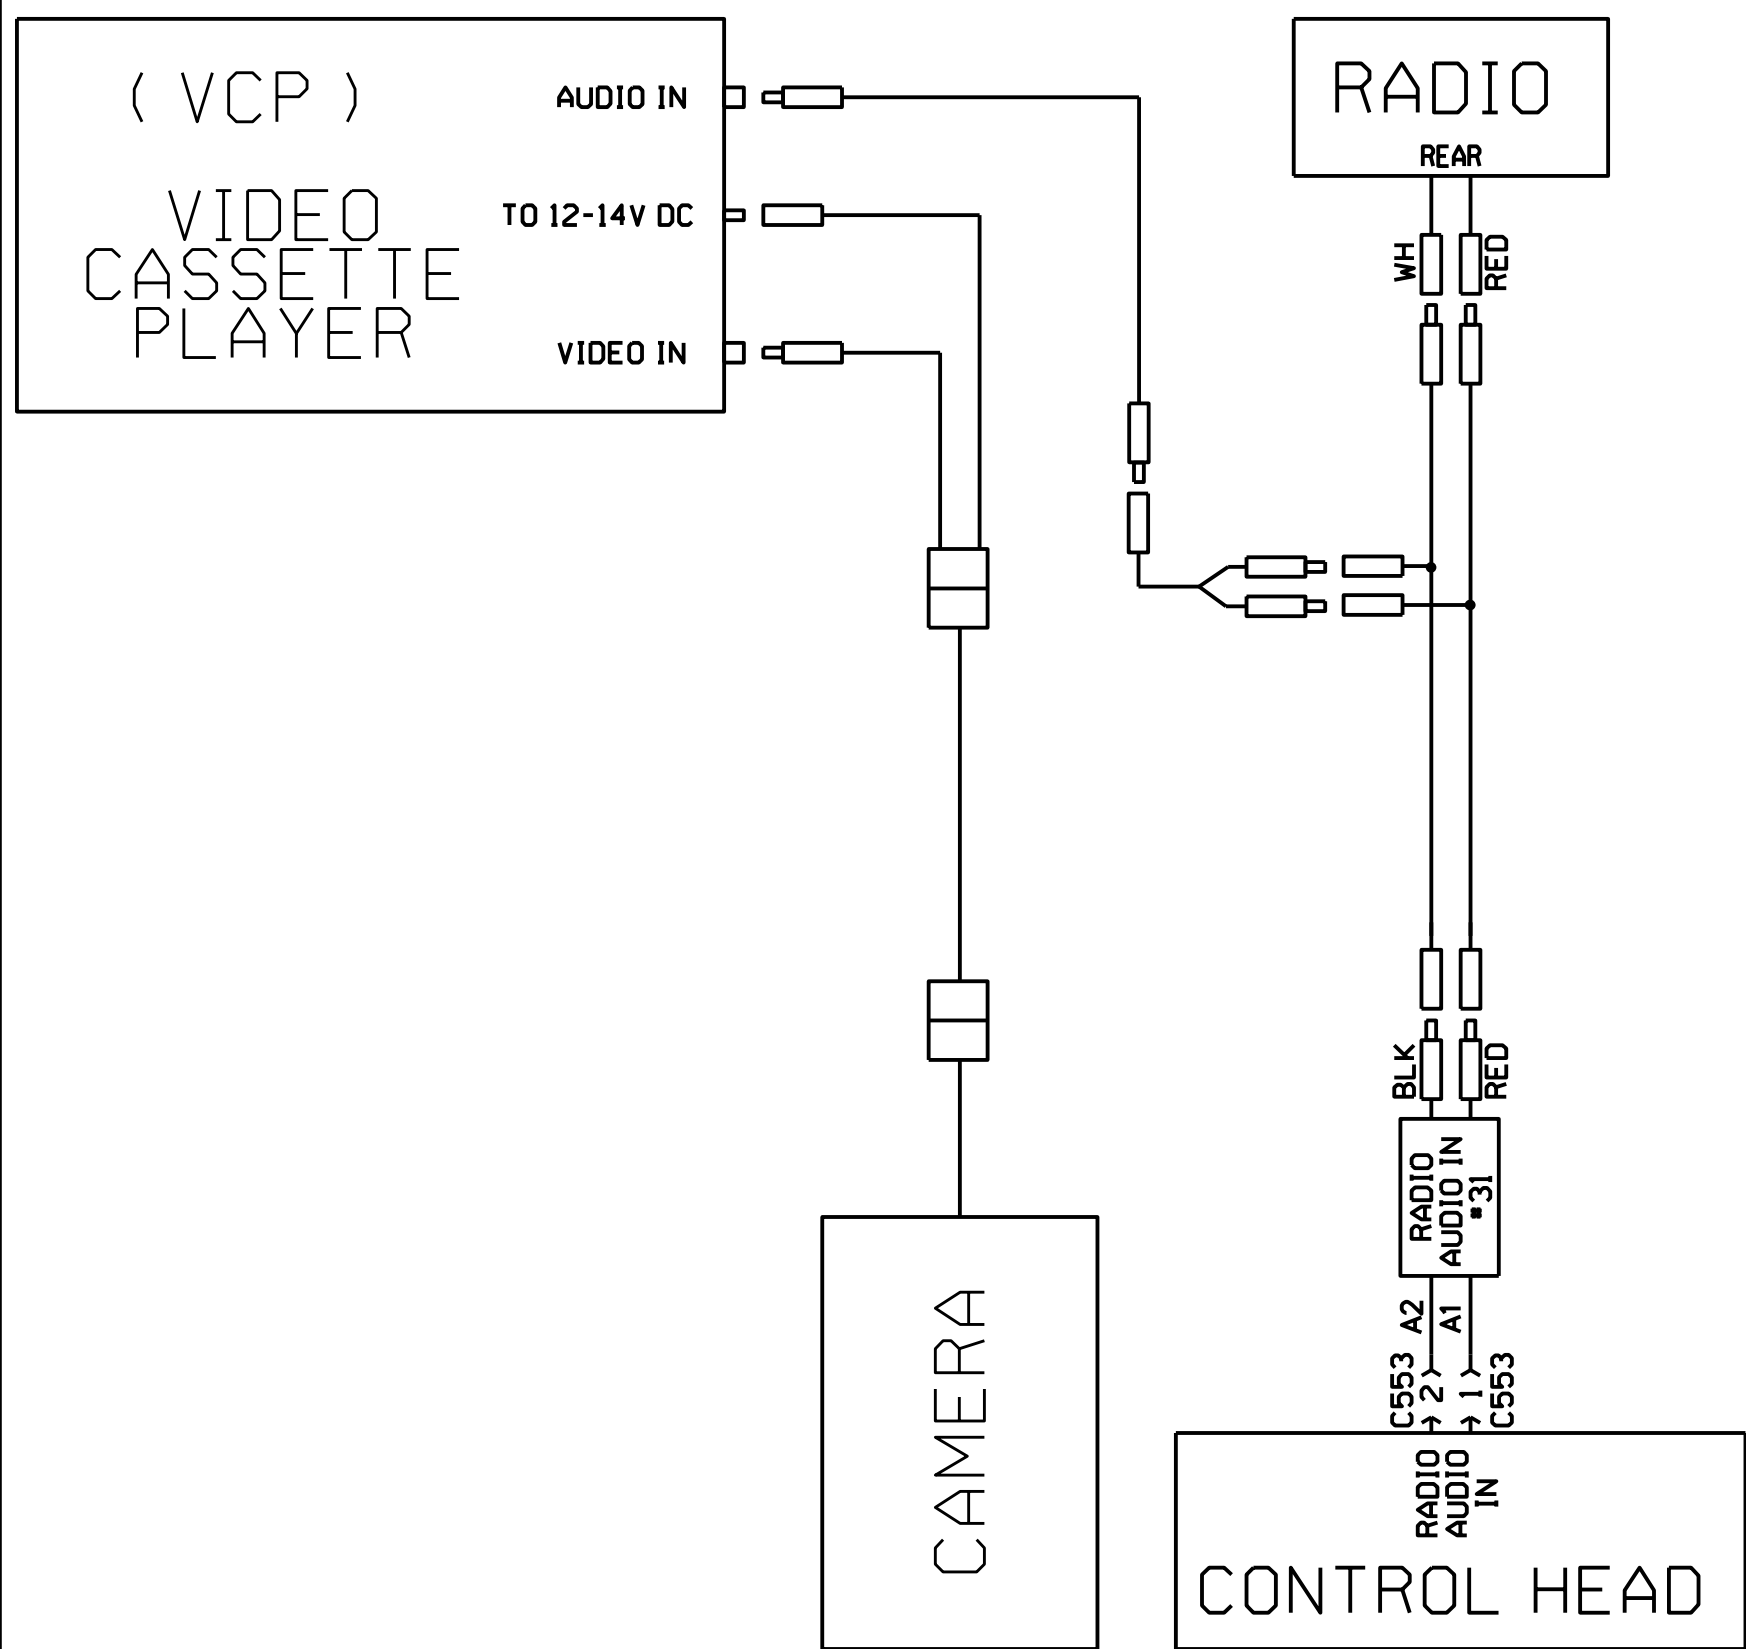 ( VCP )
VIDEO
CASSETTE
PLAYER
AUDIO IN
TO 12-14V DC
VIDEO IN
RADIO
REAR
WH
RED
BLK
RED
RADIO
AUDIO IN
#31
A2
A1
C553
2
1
C553
RADIO
AUDIO
IN
CONTROL HEAD
CAMERA